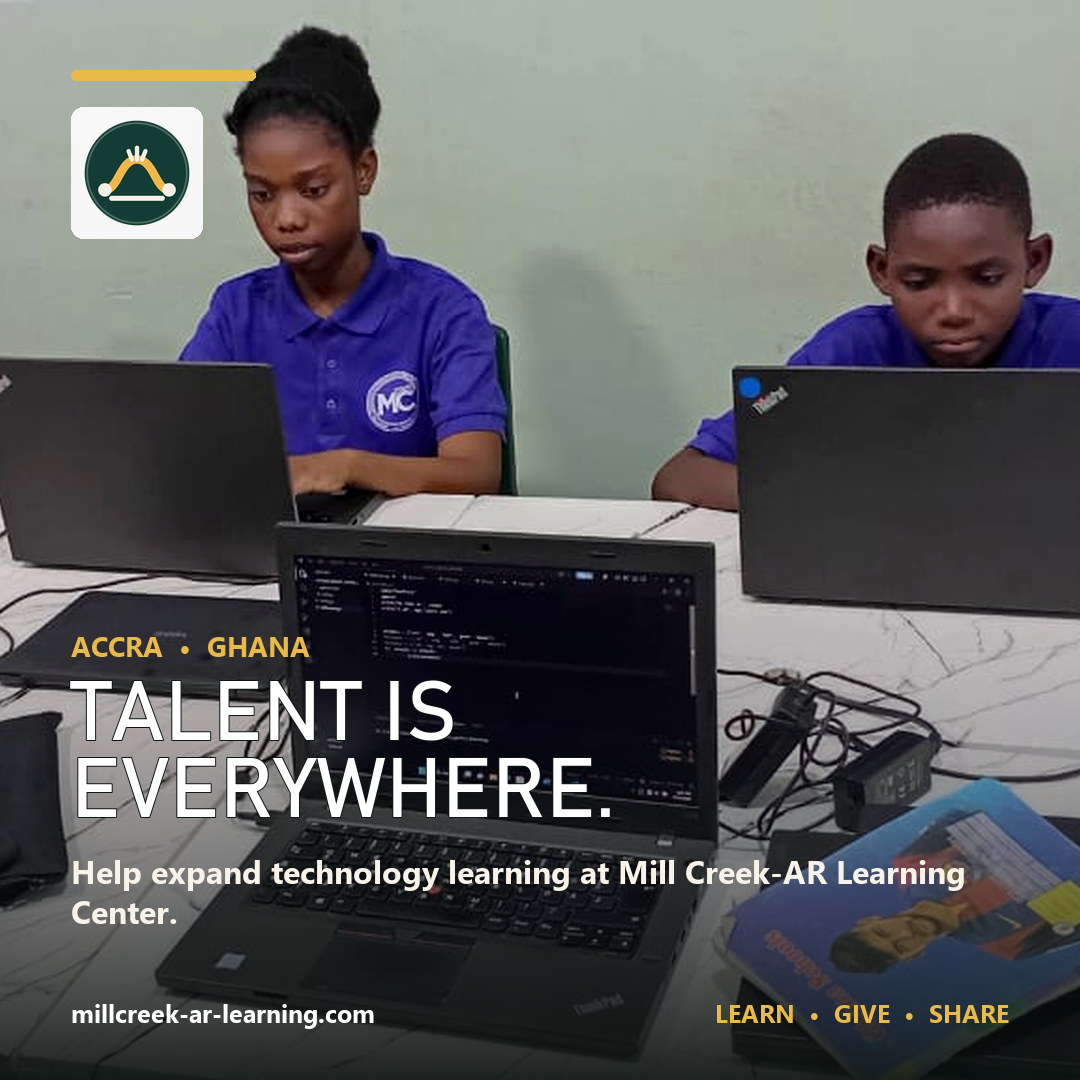 MC
ThinkPad
ACCRA • GHANA
TALENT IS
EVERYWHERE.
Help expand technology learning at Mill Creek-AR Learning
Center.
ThinkPad
Schools
millcreek-ar-learning.com
LEARN • GIVE • SHARE